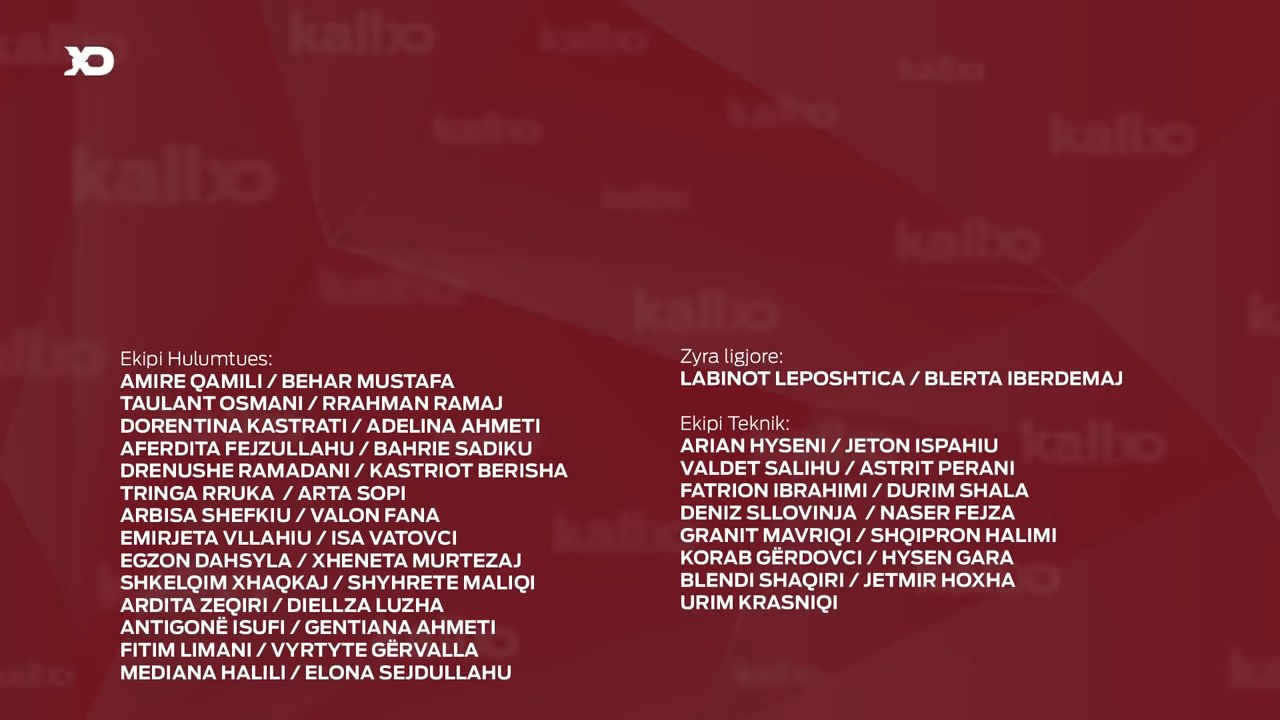 XO
Ekipi Hulumtues:
AMIRE QAMILI / BEHAR MUSTAFA
TAULANT OSMANI / RRAHMAN RAMAJ
DORENTINA KASTRATI / ADELINA AHMETI
AFERDITA FEJZULLAHU / BAHRIE SADIKU
DRENUSHE RAMADANI / KASTRIOT BERISHA
TRINGA RRUKA / ARTA SOPI
ARBISA SHEFKIU / VALON FANA
EMIRJETA VLLAHIU / ISA VATOVCI
EGZON DAHSYLA / XHENETA MURTEZAJ
SHKELQIM XHAQKAJ / SHYHRETE MALIQI
ARDITA ZEQIRI / DIELLZA LUZHA
ANTIGONË ISUFI / GENTIANA AHMETI
FITIM LIMANI / VYRTYTE GËRVALLA
MEDIANA HALILI / ELONA SEJDULLAHU
Zyra ligjore:
LABINOT LEPOSHTICA / BLERTA IBERDEMAJ
Ekipi Teknik:
ARIAN HYSENI / JETON ISPAHIU
VALDET SALIHU / ASTRIT PERANI
FATRION IBRAHIMI / DURIM SHALA
DENIZ SLLOVINJA / NASER FEJZA
GRANIT MAVRIQI / SHQIPRON HALIMI
KORAB GËRDOVCI / HYSEN GARA
BLENDI SHAQIRI / JETMIR HOXHA
URIM KRASNIQI